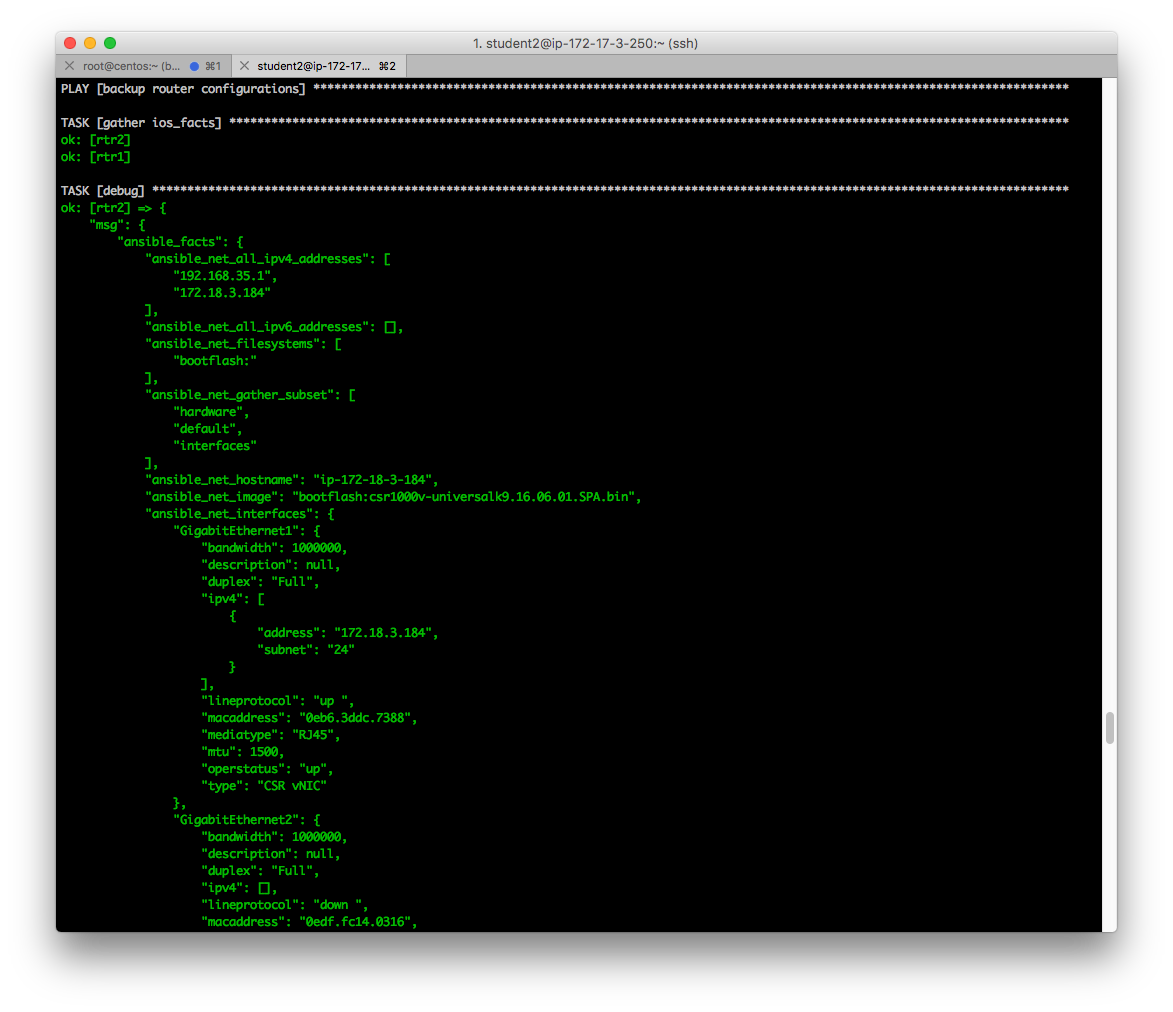 1. student2@ip-172-17-3-250:~ (ssh)
root@centos:~ (b... ⌘1 student2@ip-172-17... ⌘2
PLAY [backup router configurations] ************************************************************************************************************
TASK [gather ios_facts] ************************************************************************************************************************
ok: [rtr2]
ok: [rtr1]
TASK [debug] ***********************************************************************************************************************************
ok: [rtr2] => {
    "msg": {
        "ansible_facts": {
            "ansible_net_all_ipv4_addresses": [
                "192.168.35.1",
                "172.18.3.184"
            ],
            "ansible_net_all_ipv6_addresses": [],
            "ansible_net_filesystems": [
                "bootflash:"
            ],
            "ansible_net_gather_subset": [
                "hardware",
                "default",
                "interfaces"
            ],
            "ansible_net_hostname": "ip-172-18-3-184",
            "ansible_net_image": "bootflash:csr1000v-universalk9.16.06.01.SPA.bin",
            "ansible_net_interfaces": {
                "GigabitEthernet1": {
                    "bandwidth": 1000000,
                    "description": null,
                    "duplex": "Full",
                    "ipv4": [
                        {
                            "address": "172.18.3.184",
                            "subnet": "24"
                        }
                    ],
                    "lineprotocol": "up ",
                    "macaddress": "0eb6.3ddc.7388",
                    "mediatype": "RJ45",
                    "mtu": 1500,
                    "operstatus": "up",
                    "type": "CSR vNIC"
                },
                "GigabitEthernet2": {
                    "bandwidth": 1000000,
                    "description": null,
                    "duplex": "Full",
                    "ipv4": [],
                    "lineprotocol": "down ",
                    "macaddress": "0edf.fc14.0316",